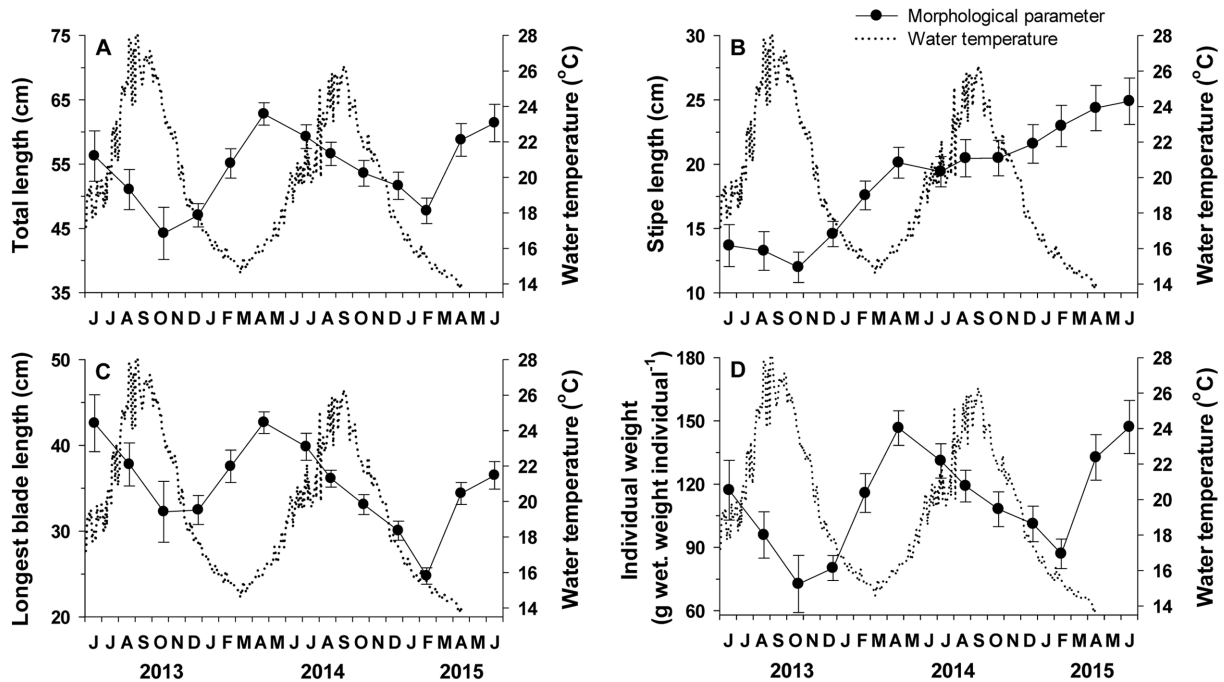 Morphological parameter
Water temperature
A
75
65
55
45
35
Total length (cm)
28
26
24
22
20
18
16
14
Water temperature (°C)
J J A S O N D J F M A M J J A S O N D J F M A M J
B
30
25
20
15
10
Stipe length (cm)
28
26
24
22
20
18
16
14
Water temperature (°C)
J J A S O N D J F M A M J J A S O N D J F M A M J
C
50
40
30
20
Longest blade length (cm)
28
26
24
22
20
18
16
14
Water temperature (°C)
J J A S O N D J F M A M J J A S O N D J F M A M J
2013 2014 2015
D
180
150
120
90
60
Individual weight
(g wet. weight individual⁻¹)
28
26
24
22
20
18
16
14
Water temperature (°C)
J J A S O N D J F M A M J J A S O N D J F M A M J
2013 2014 2015